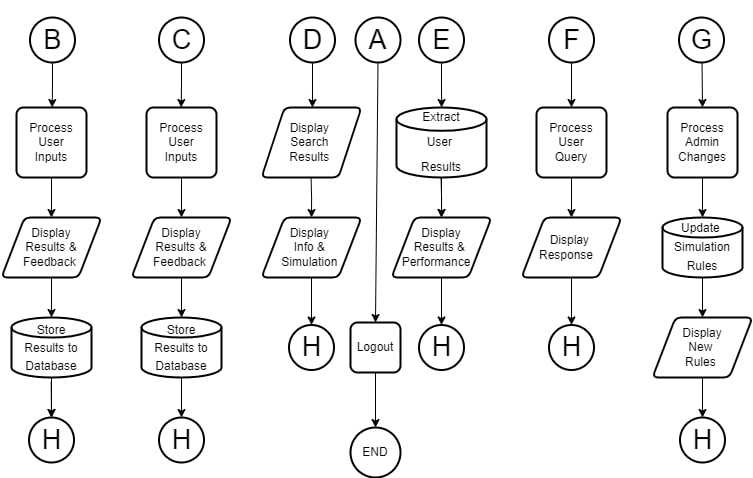 B
C
D
A
E
F
G
Process
User
Inputs
Process
User
Inputs
Display
Search
Results
Extract
User
Results
Process
User
Query
Process
Admin
Changes
Display
Results &
Feedback
Display
Results &
Feedback
Display
Info &
Simulation
Display
Results &
Performance
Display
Response
Update
Simulation
Rules
Store
Results to
Database
Store
Results to
Database
H
Logout
H
H
Display
New
Rules
H
H
END
H